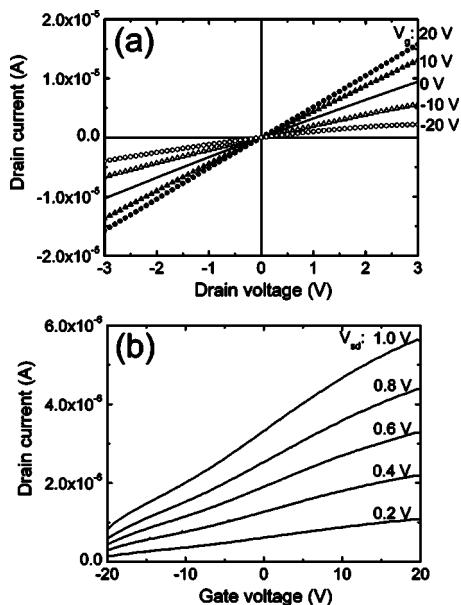 (a)
V_g: 20 V
10 V
0 V
-10 V
-20 V
2.0x10⁻⁵
1.0x10⁻⁵
0.0
-1.0x10⁻⁵
-2.0x10⁻⁵
Drain current (A)
-3 -2 -1 0 1 2 3
Drain voltage (V)
(b)
V_sd: 1.0 V
0.8 V
0.6 V
0.4 V
0.2 V
6.0x10⁻⁶
4.0x10⁻⁶
2.0x10⁻⁶
0.0
Drain current (A)
-20 -10 0 10 20
Gate voltage (V)